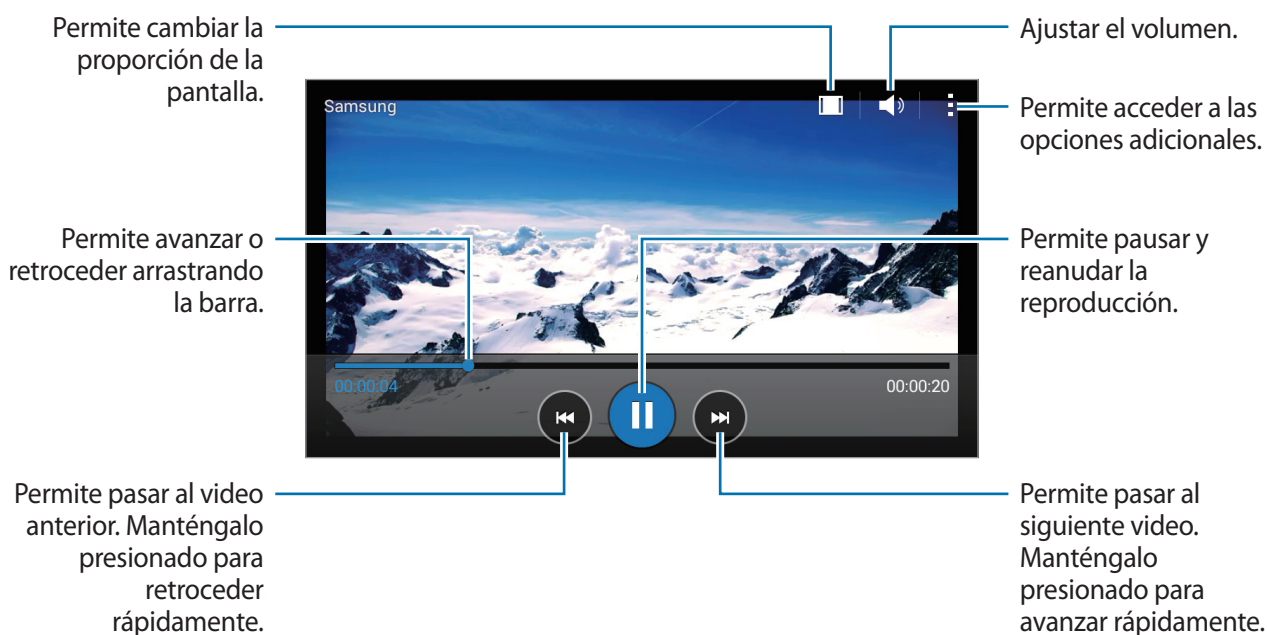 Permite cambiar la
proporción de la
pantalla.
Ajustar el volumen.
Permite acceder a las
opciones adicionales.
Samsung
Permite avanzar o
retroceder arrastrando
la barra.
Permite pausar y
reanudar la
reproducción.
00:00:04
00:00:20
Permite pasar al video
anterior. Manténgalo
presionado para
retroceder
rápidamente.
Permite pasar al
siguiente video.
Manténgalo
presionado para
avanzar rápidamente.